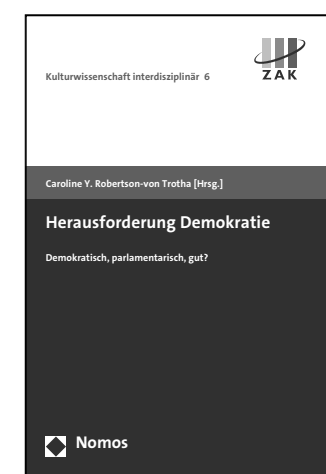 Kulturwissenschaft interdisziplinär 6
ZAK
Caroline Y. Robertson-von Trotha [Hrsg.]
Herausforderung Demokratie
Demokratisch, parlamentarisch, gut?
Nomos